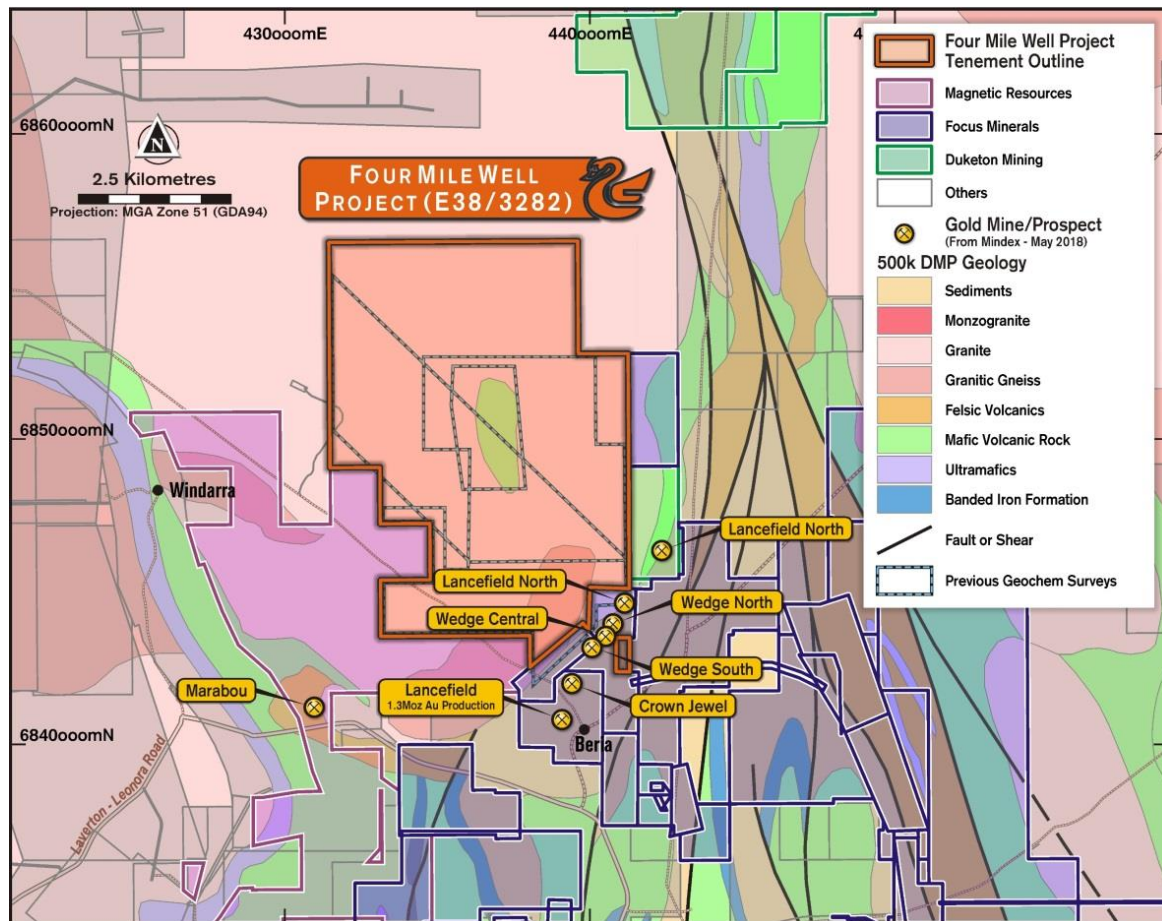 430000mE
440000mE
4
6860000mN
N
2.5 Kilometres
Projection: MGA Zone 51 (GDA94)
FOUR MILE WELL
PROJECT (E38/3282)
6850000mN
Windarra
Lancefield North
Lancefield North
Wedge North
Wedge Central
Wedge South
Marabou
Lancefield
1.3Moz Au Production
Crown Jewel
Beria
6840000mN
Laverton - Leonora Road
Four Mile Well Project
Tenement Outline
Magnetic Resources
Focus Minerals
Duketon Mining
Others
Gold Mine/Prospect
(From Mindex - May 2018)
500k DMP Geology
Sediments
Monzogranite
Granite
Granitic Gneiss
Felsic Volcanics
Mafic Volcanic Rock
Ultramafics
Banded Iron Formation
Fault or Shear
Previous Geochem Surveys